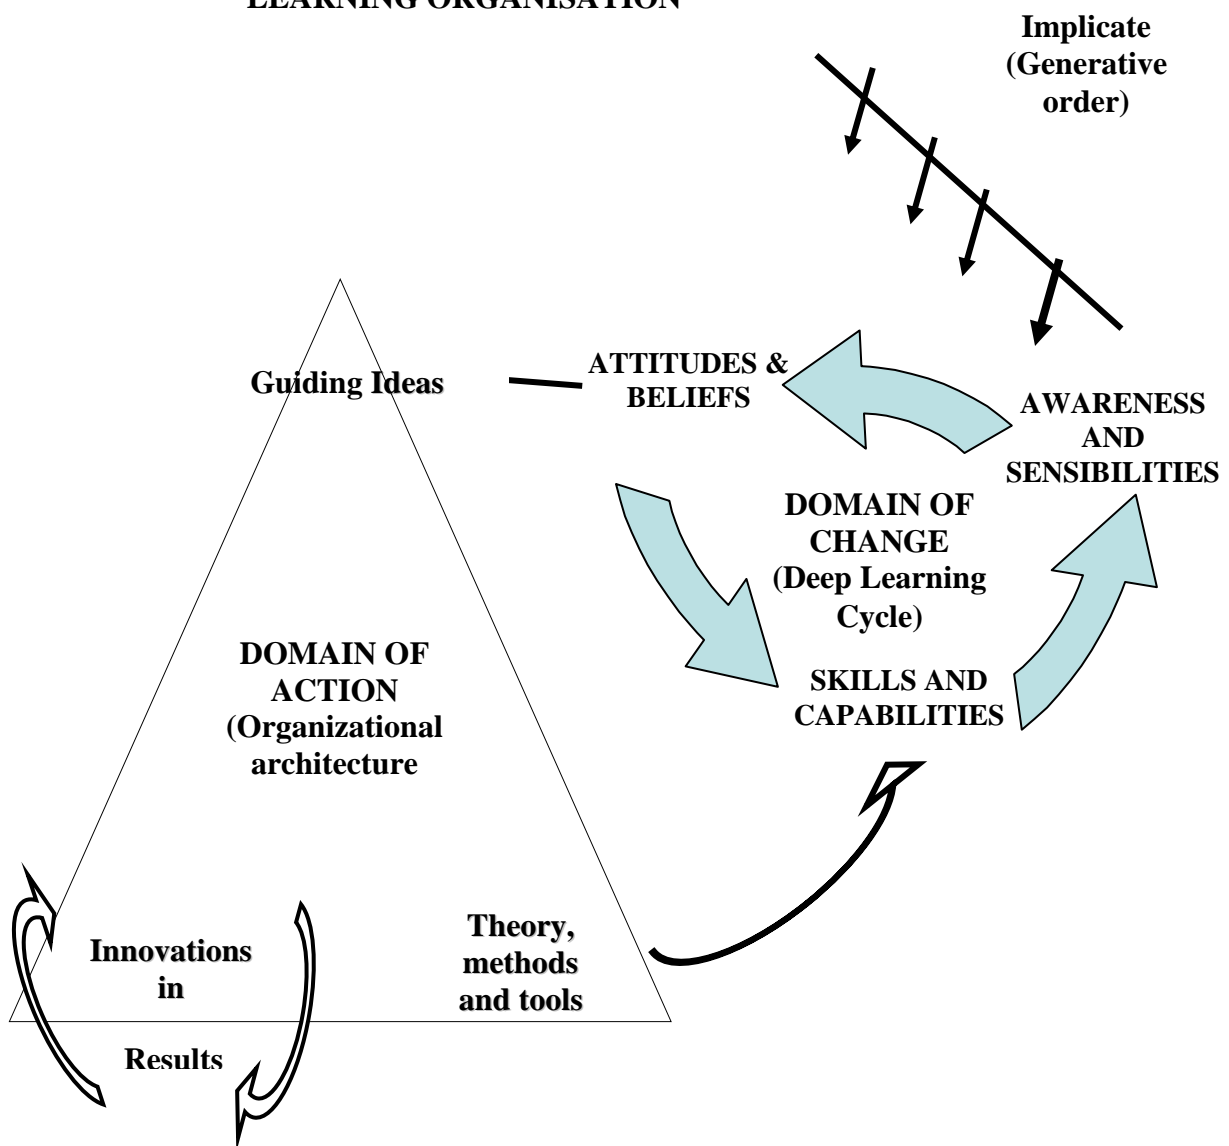 LEARNING ORGANISATION
Implicate
(Generative
order)
Guiding Ideas
ATTITUDES &
BELIEFS
AWARENESS
AND
SENSIBILITIES
DOMAIN OF
CHANGE
(Deep Learning
Cycle)
DOMAIN OF
ACTION
(Organizational
architecture
SKILLS AND
CAPABILITIES
Innovations
in
Theory,
methods
and tools
Results